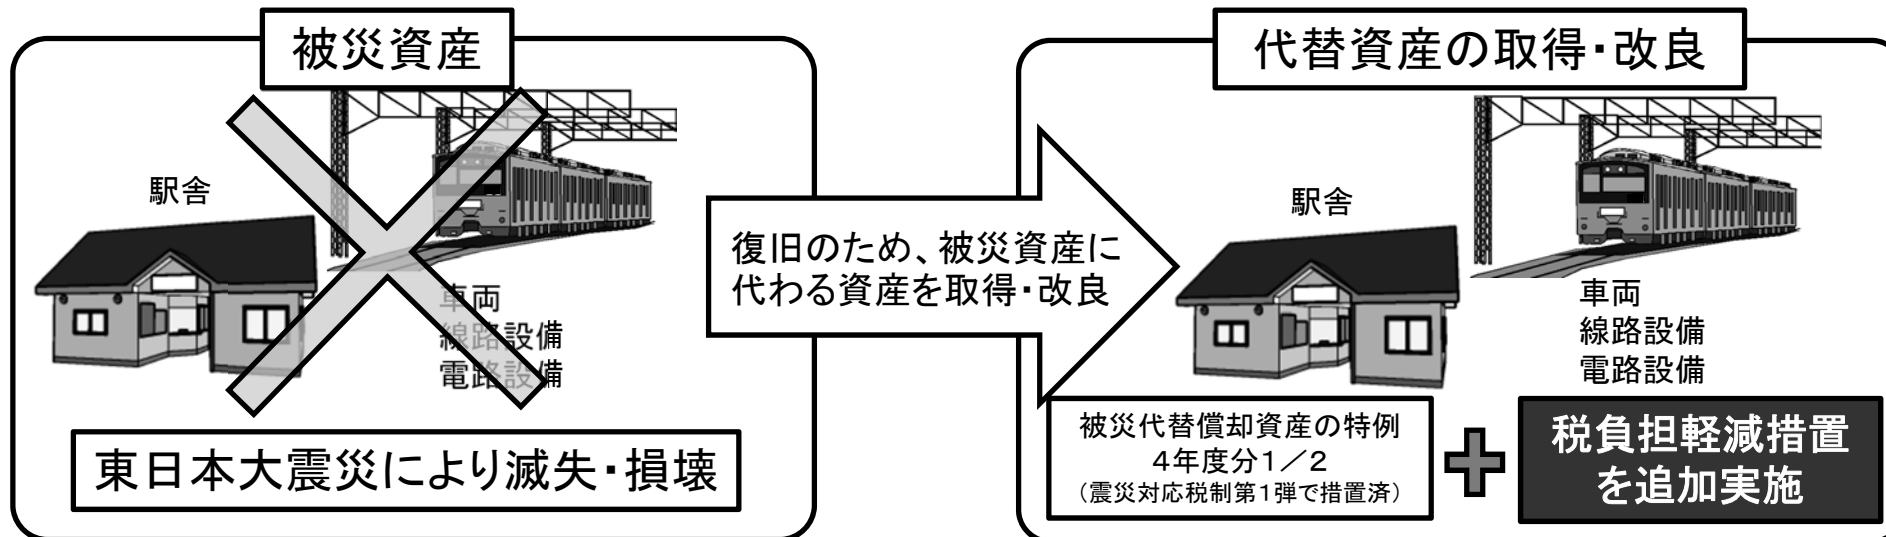 被災資産
駅舎
車両
線路設備
電路設備
東日本大震災により滅失・損壊
復旧のため、被災資産に
代わる資産を取得・改良
代替資産の取得・改良
駅舎
車両
線路設備
電路設備
被災代替償却資産の特例
4年度分1／2
（震災対応税制第1弾で措置済）
税負担軽減措置
を追加実施